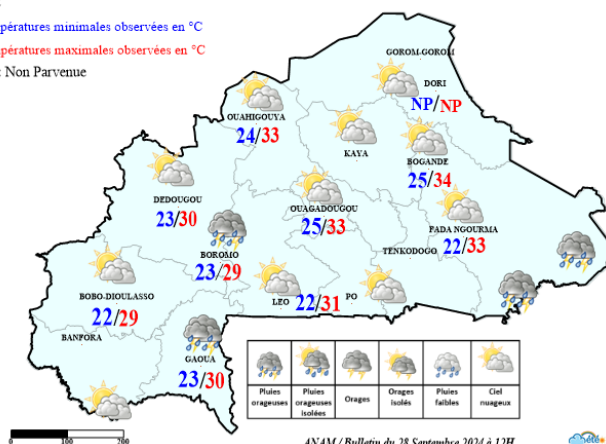 pératures minimales observées en °C
pératures maximales observées en °C
: Non Parvenue
GOROM-GOROM
DORI
NP/NP
OUAHIGOUYA
24/33
KAYA
BOGANDE
25/34
DEDOUGOU
23/30
OUAGADOUGOU
25/33
FADA NGOURMA
22/33
BOROMO
23/29
TENKODOGO
BOBO-DIOULASSO
22/29
LEO 22/31 PO
BANFORA
GAOUA
23/30
Pluies orageuses
Pluies orageuses isolées
Orages
Orages isolés
Pluies faibles
Ciel nuageux
0 100 200
ANAM / Bulletin du 28 Septembre 2024 à 12H